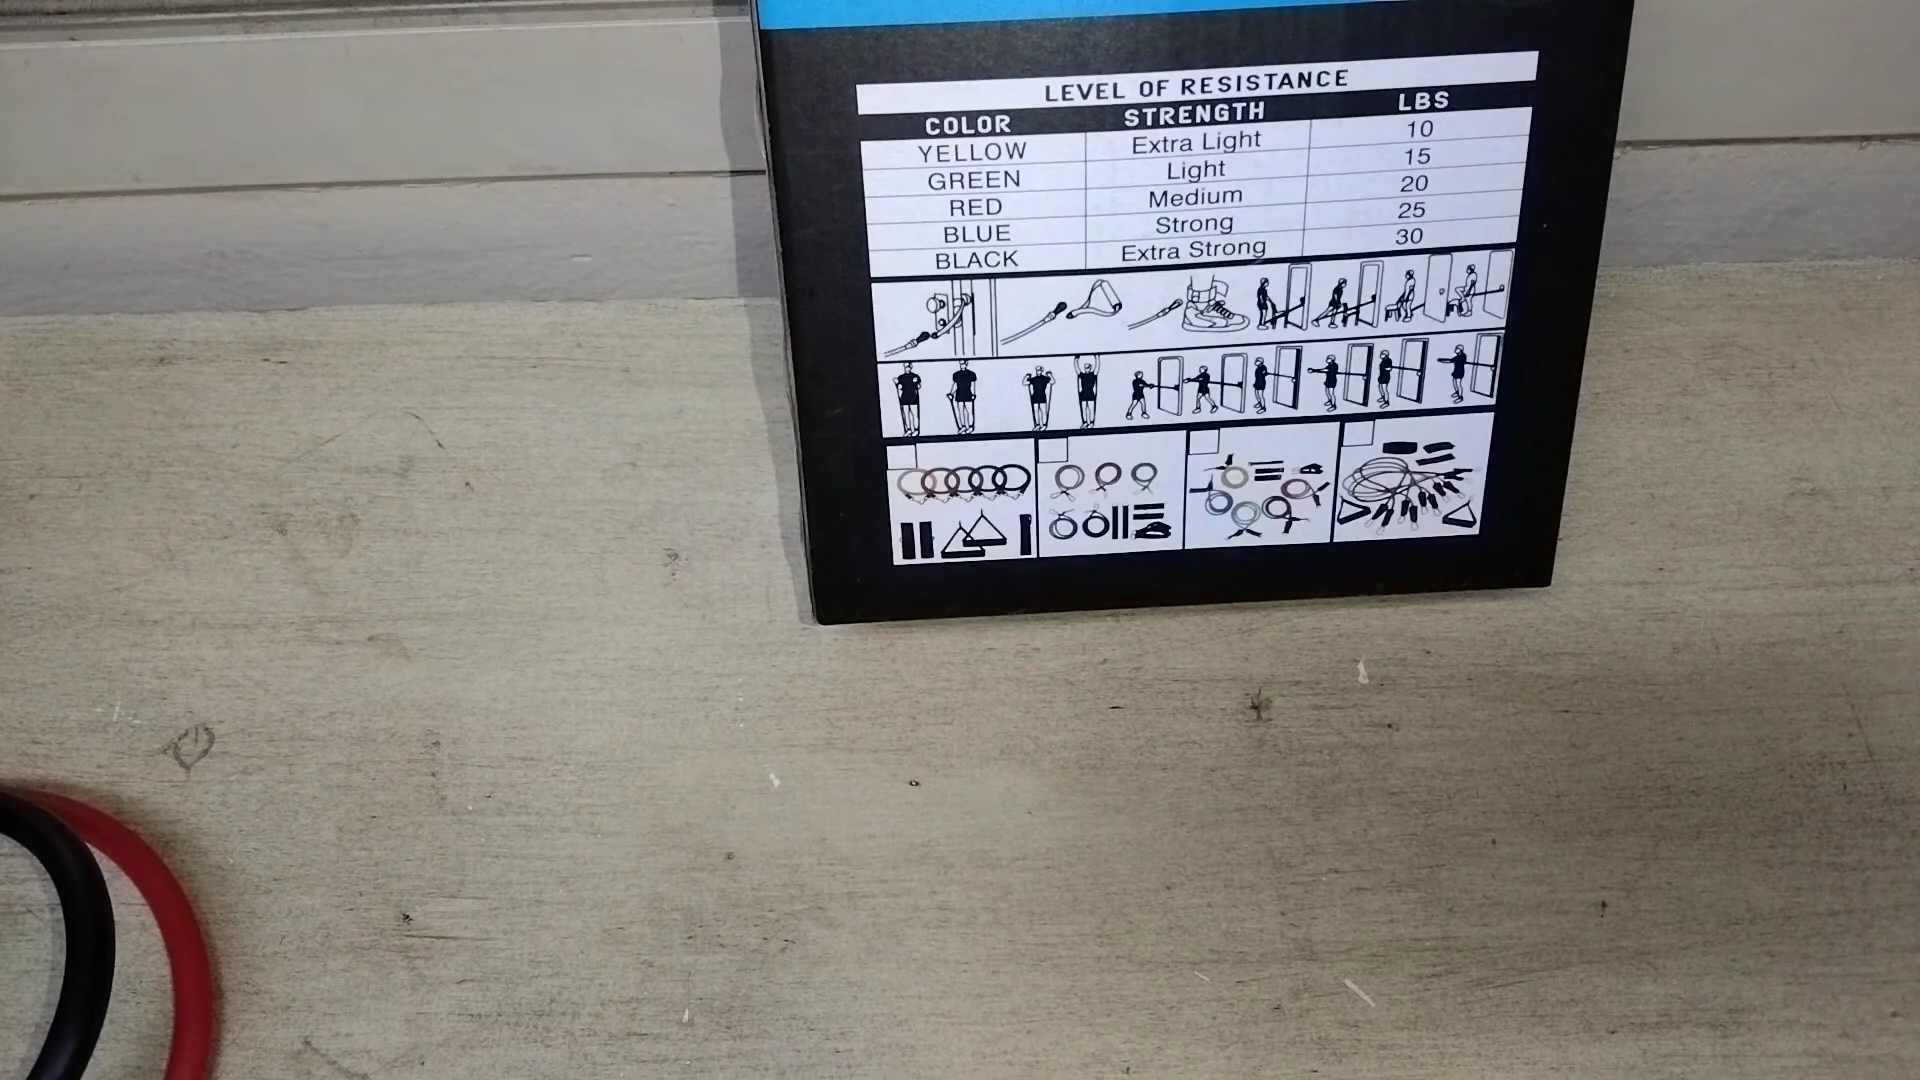 LEVEL OF RESISTANCE
COLOR STRENGTH LBS
YELLOW Extra Light 10
GREEN Light 15
RED Medium 20
BLUE Strong 25
BLACK Extra Strong 30